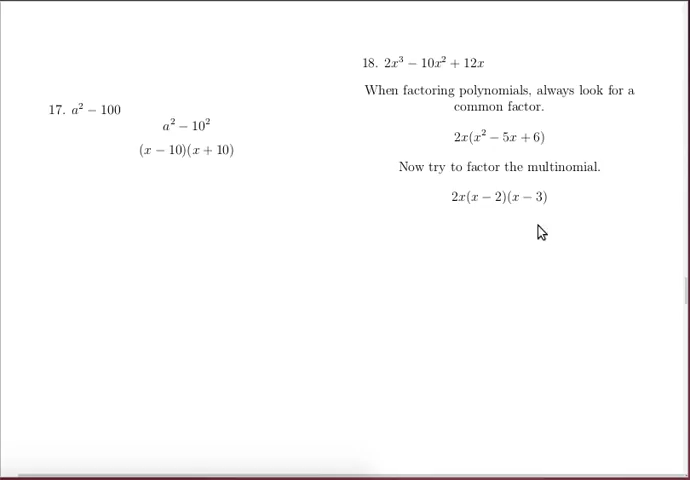 17. a² − 100
a² − 10²
(x − 10)(x + 10)
18. 2x³ − 10x² + 12x
When factoring polynomials, always look for a
common factor.
2x(x² − 5x + 6)
Now try to factor the multinomial.
2x(x − 2)(x − 3)